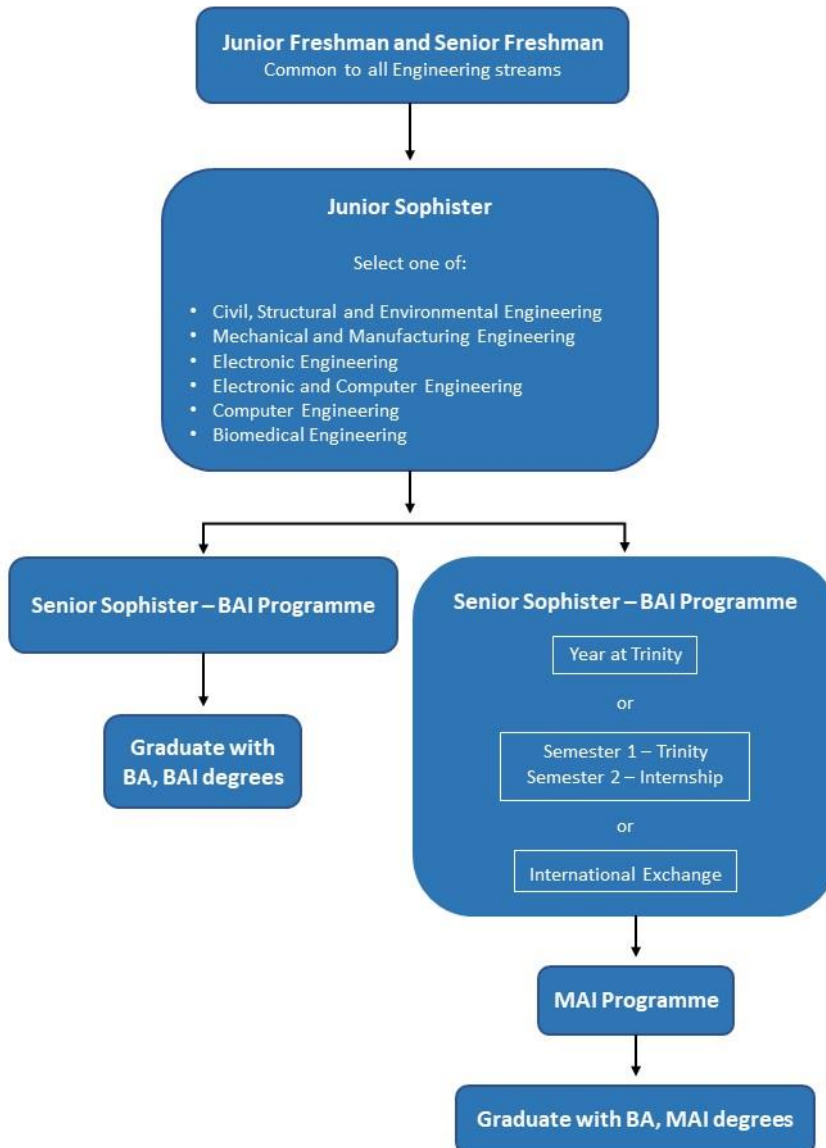 Junior Freshman and Senior Freshman
Common to all Engineering streams
Junior Sophister
Select one of:
• Civil, Structural and Environmental Engineering
• Mechanical and Manufacturing Engineering
• Electronic Engineering
• Electronic and Computer Engineering
• Computer Engineering
• Biomedical Engineering
Senior Sophister – BAI Programme
Graduate with
BA, BAI degrees
Senior Sophister – BAI Programme
Year at Trinity
or
Semester 1 – Trinity
Semester 2 – Internship
or
International Exchange
MAI Programme
Graduate with BA, MAI degrees